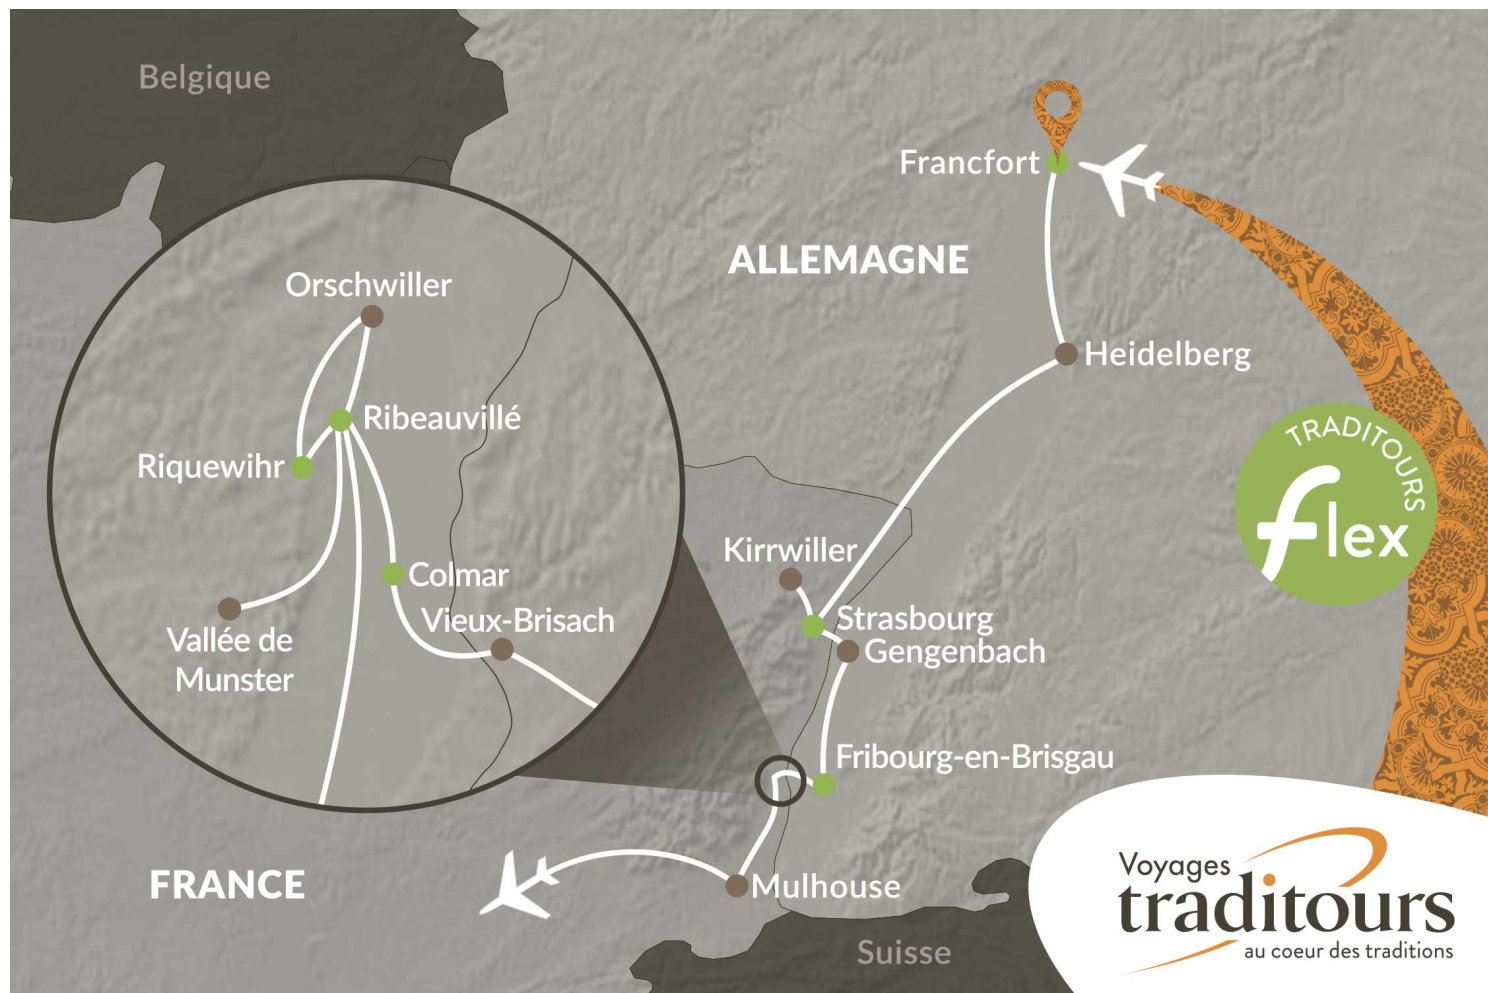 Belgique
Francfort
ALLEMAGNE
Orschwiller
Heidelberg
Ribeauvillé
Riquewihr
TRADITOURS
flex
Kirrwiller
Colmar
Vieux-Brisach
Strasbourg
Vallée de
Munster
Gengenbach
Fribourg-en-Brisgau
FRANCE
Mulhouse
Voyages
traditours
au coeur des traditions
Suisse